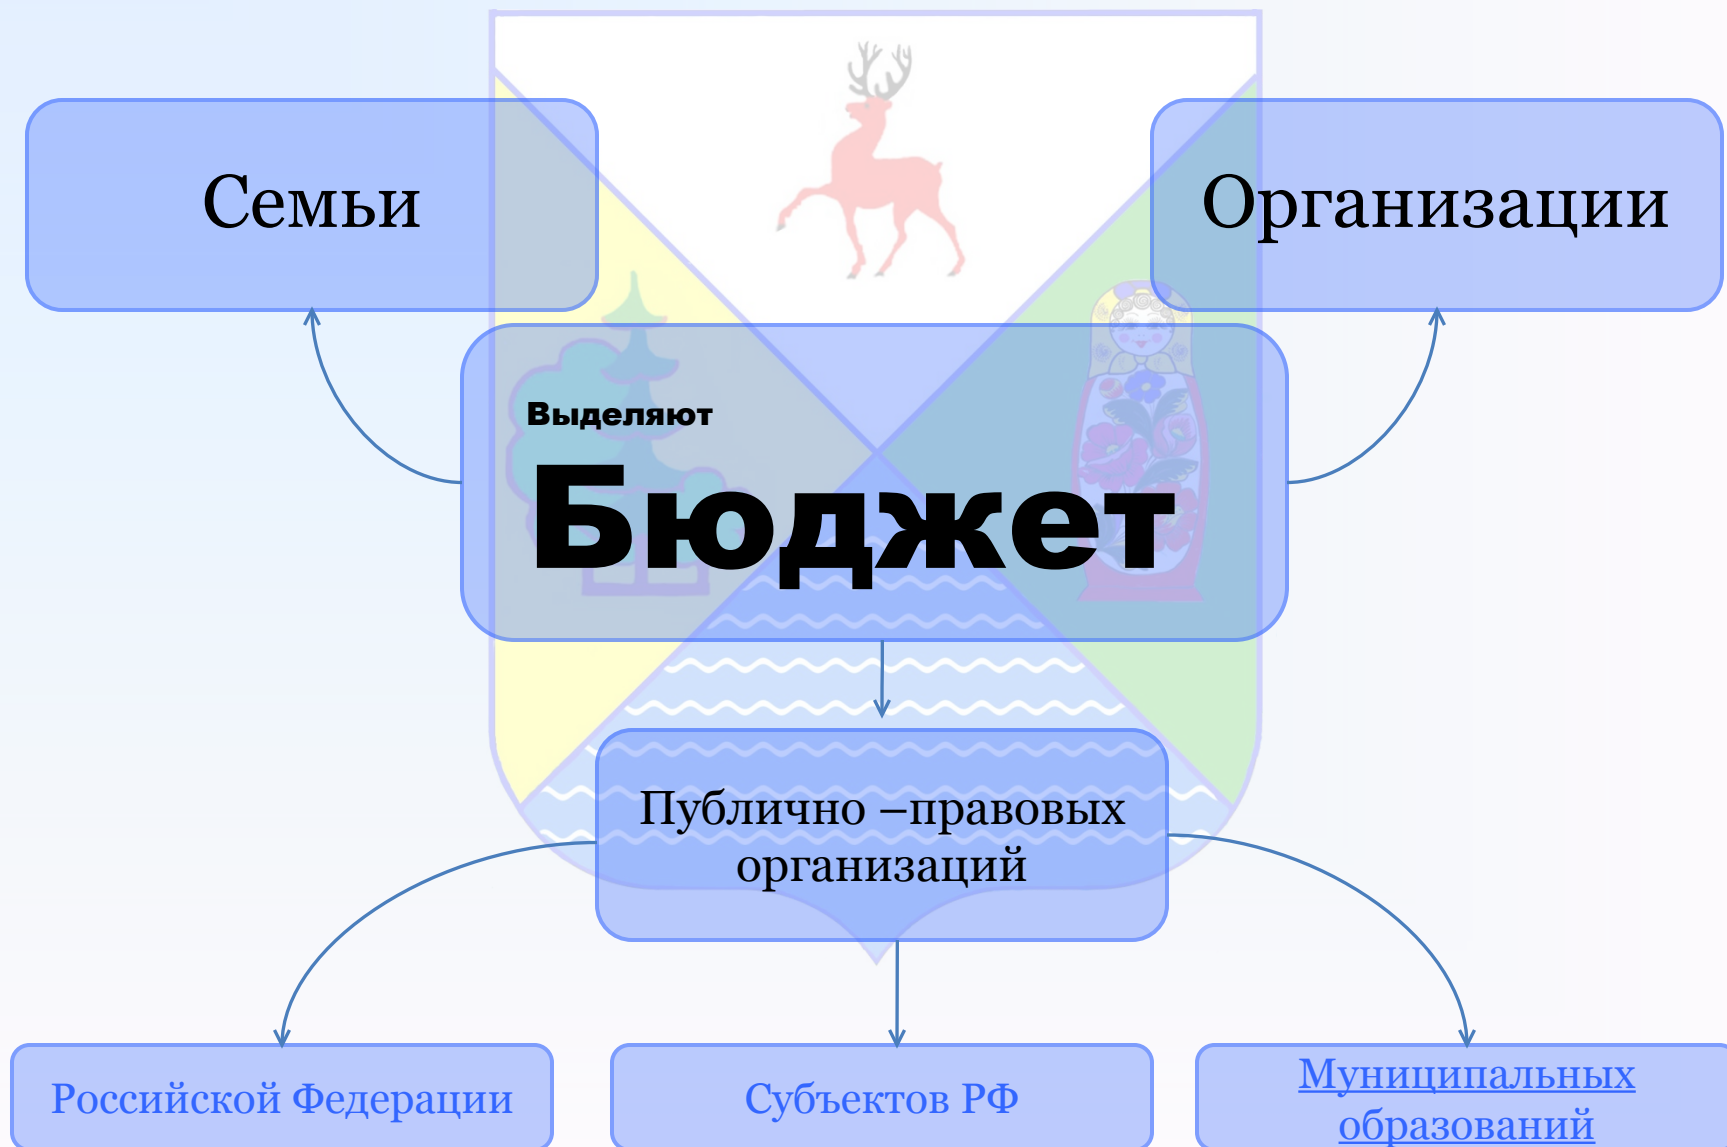 Семьи
Организации
Выделяют
Бюджет
Публично –правовых
организаций
Российской Федерации
Субъектов РФ
Муниципальных
образований